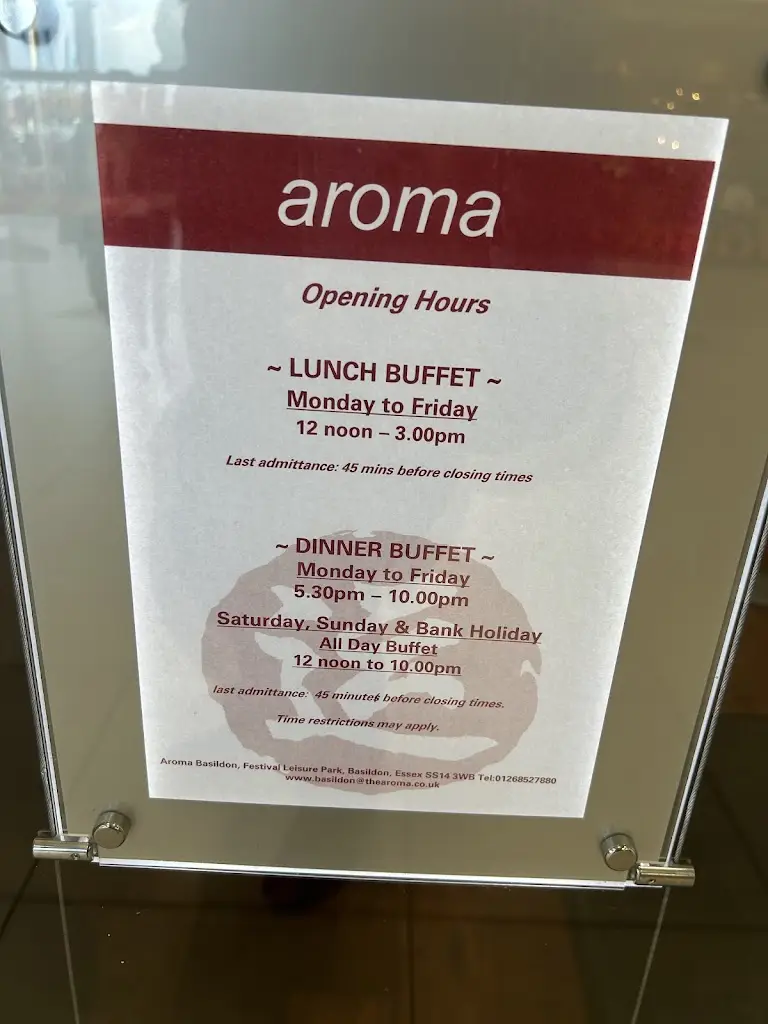 aroma
Opening Hours
~ LUNCH BUFFET ~
Monday to Friday
12 noon – 3.00pm
Last admittance: 45 mins before closing times
~ DINNER BUFFET ~
Monday to Friday
5.30pm – 10.00pm
Saturday, Sunday & Bank Holiday
All Day Buffet
12 noon to 10.00pm
last admittance: 45 minutes before closing times.
Time restrictions may apply.
Aroma Basildon, Festival Leisure Park, Basildon, Essex SS14 3WB Tel:01268527880
www.basildon@thearoma.co.uk